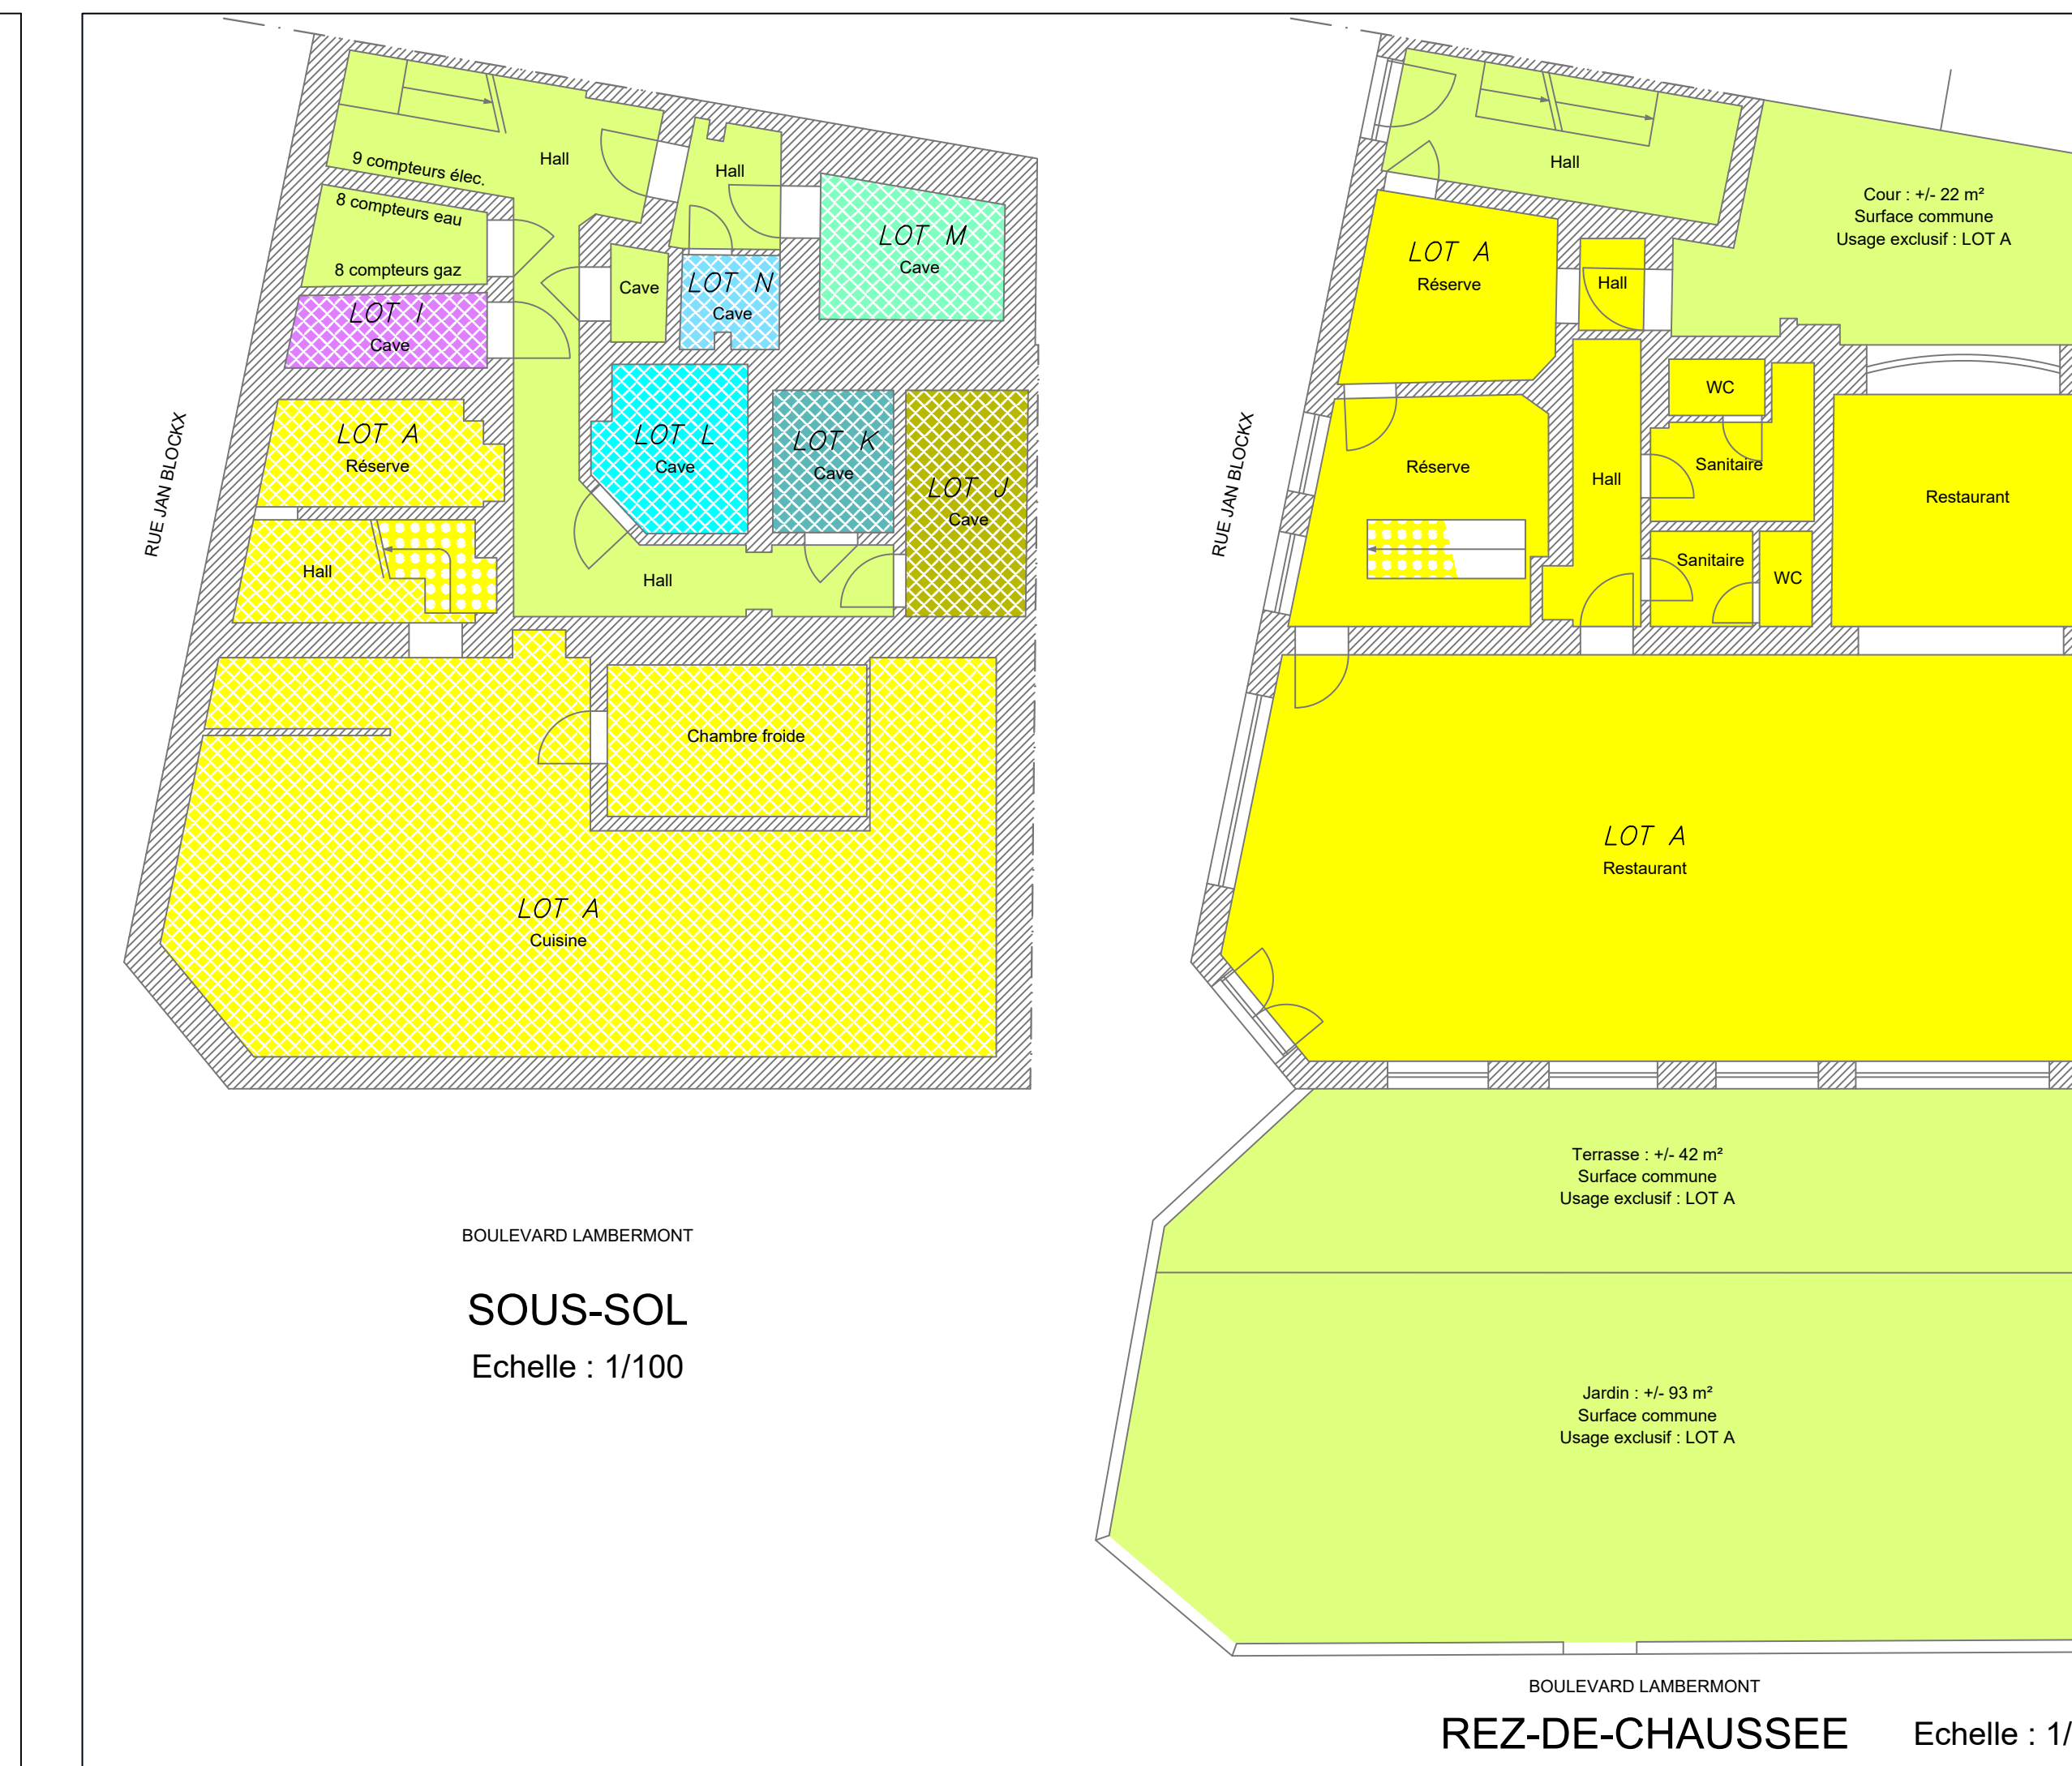 Hall
9 compteurs élec.
8 compteurs eau
8 compteurs gaz
Hall
LOT M
Cave
LOT N
Cave
Cave
LOT I
Cave
LOT A
Réserve
LOT L
Cave
LOT K
Cave
LOT J
Cave
Hall
Hall
RUE JAN BLOCKX
Chambre froide
LOT A
Cuisine
BOULEVARD LAMBERMONT
SOUS-SOL
Echelle : 1/100
Hall
Cour : +/- 22 m²
Surface commune
Usage exclusif : LOT A
LOT A
Réserve
Hall
WC
Réserve
Hall
Sanitaire
Restaurant
Sanitaire
WC
RUE JAN BLOCKX
LOT A
Restaurant
Terrasse : +/- 42 m²
Surface commune
Usage exclusif : LOT A
Jardin : +/- 93 m²
Surface commune
Usage exclusif : LOT A
BOULEVARD LAMBERMONT
REZ-DE-CHAUSSEE Echelle : 1/